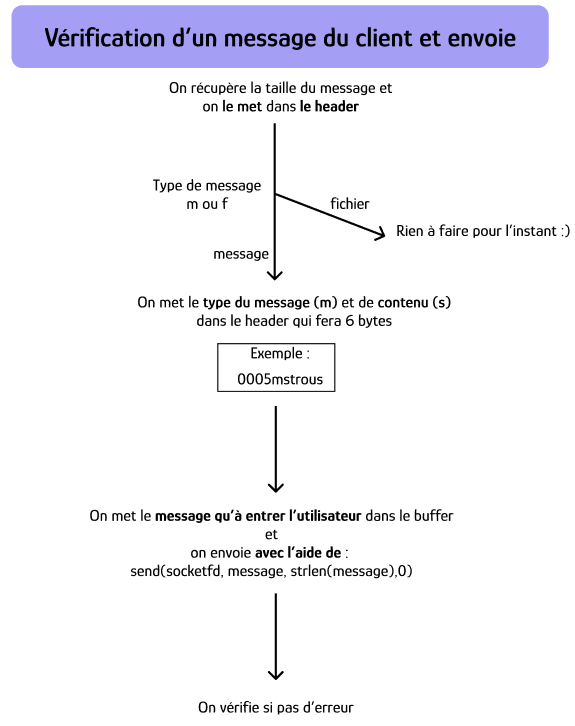 Vérification d'un message du client et envoie
On récupère la taille du message et
on le met dans le header
Type de message
m ou f
fichier
Rien à faire pour l'instant :)
message
On met le type du message (m) et de contenu (s)
dans le header qui fera 6 bytes
Exemple :
0005mstrous
On met le message qu'à entrer l'utilisateur dans le buffer
et
on envoie avec l'aide de :
send(socketfd, message, strlen(message),0)
On vérifie si pas d'erreur